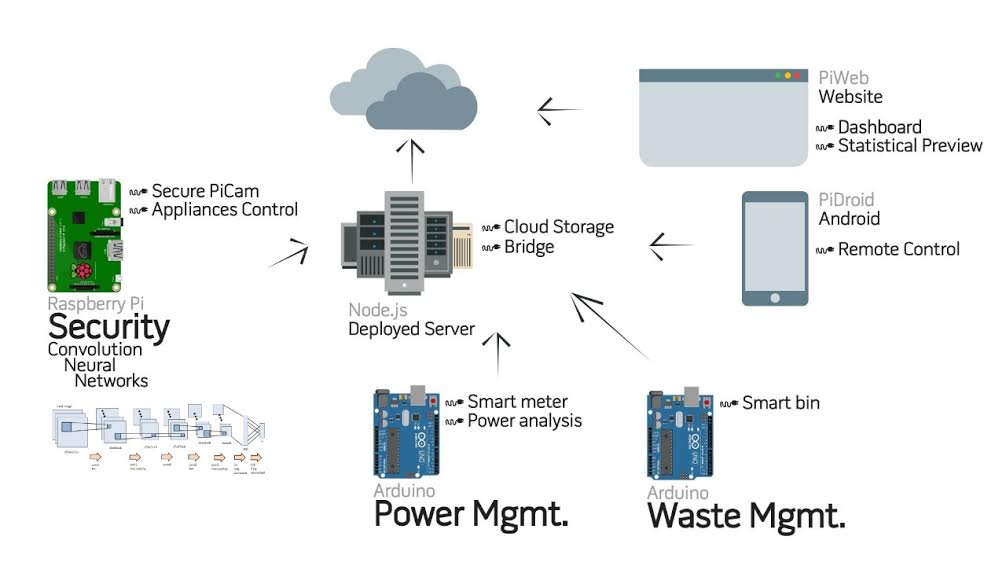 PiWeb
Website
Dashboard
Statistical Preview
Secure PiCam
Appliances Control
PiDroid
Android
Remote Control
Cloud Storage
Bridge
Raspberry Pi
Security
Convolution
Neural
Networks
Node.js
Deployed Server
Smart meter
Power analysis
Smart bin
UNO
UNO
Arduino
Power Mgmt.
Arduino
Waste Mgmt.